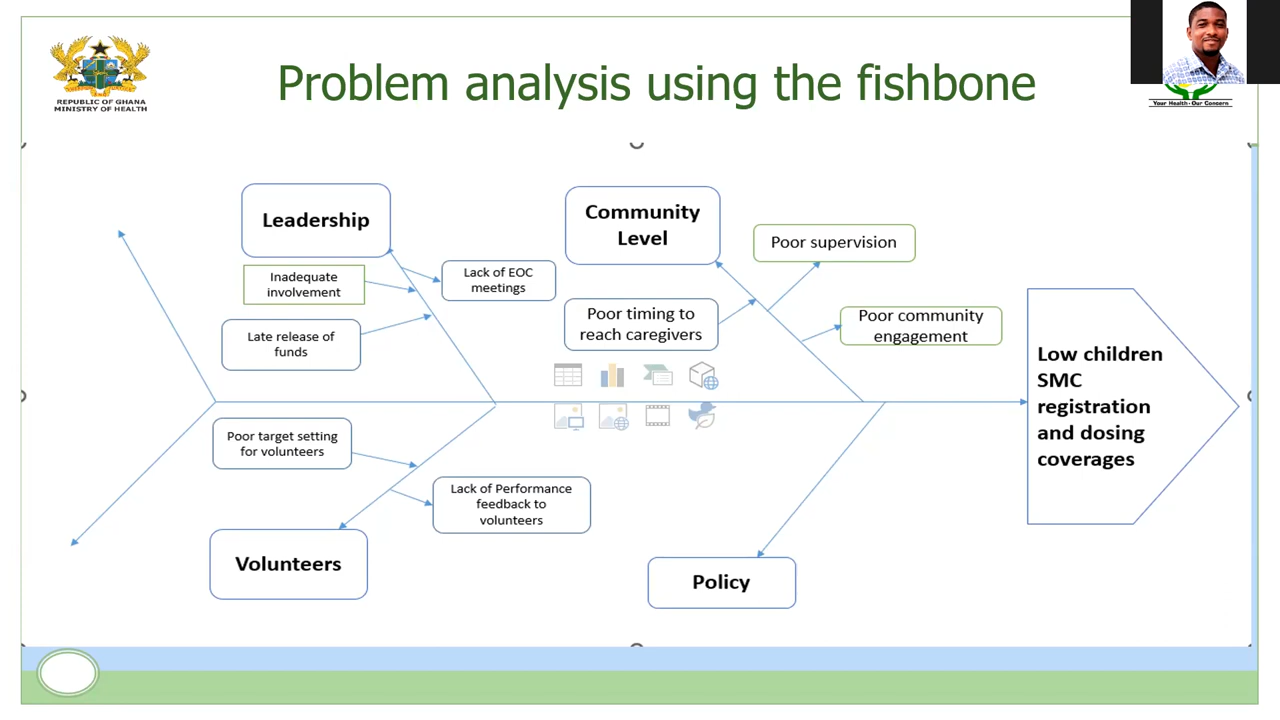 Problem analysis using the fishbone
REPUBLIC OF GHANA
MINISTRY OF HEALTH
Your Health - Our Concern
Leadership
Community
Level
Poor supervision
Inadequate
involvement
Lack of EOC
meetings
Poor timing to
reach caregivers
Poor community
engagement
Late release of
funds
Low children
SMC
registration
and dosing
coverages
Poor target setting
for volunteers
Lack of Performance
feedback to
volunteers
Volunteers
Policy